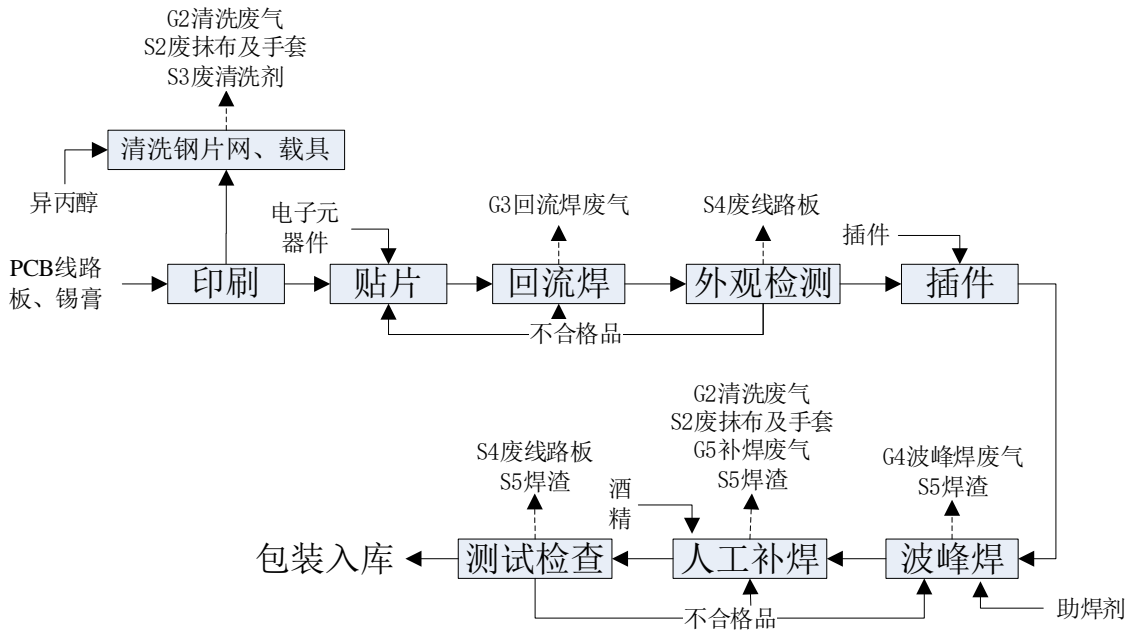 G2清洗废气
S2废抹布及手套
S3废清洗剂
清洗钢片网、载具
异丙醇
电子元
器件
G3回流焊废气
S4废线路板
插件
PCB线路
板、锡膏
印刷
贴片
回流焊
外观检测
插件
不合格品
G2清洗废气
S2废抹布及手套
G5补焊废气
S5焊渣
S4废线路板
S5焊渣
酒
精
G4波峰焊废气
S5焊渣
包装入库
测试检查
人工补焊
波峰焊
不合格品
助焊剂